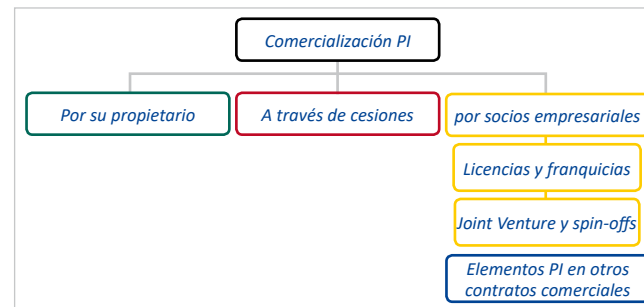 Comercialización PI
Por su propietario
A través de cesiones
por socios empresariales
Licencias y franquicias
Joint Venture y spin-offs
Elementos PI en otros
contratos comerciales